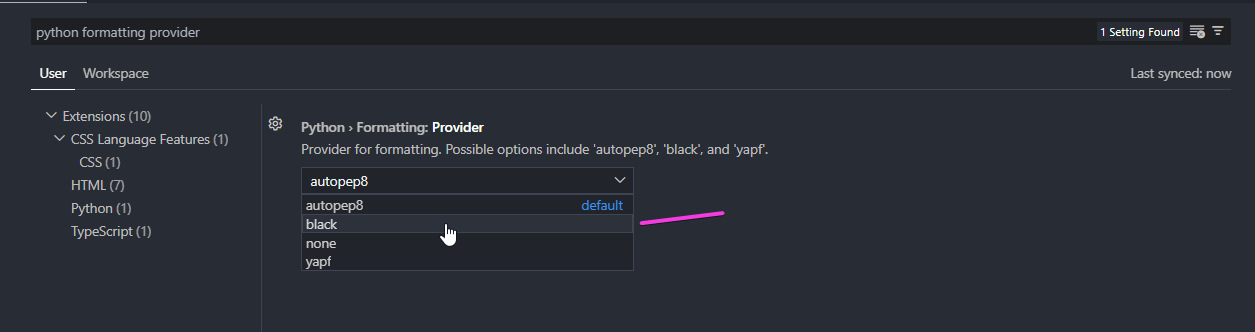 python formatting provider
1 Setting Found
User Workspace
Last synced: now
Extensions (10)
CSS Language Features (1)
CSS (1)
HTML (7)
Python (1)
TypeScript (1)
Python › Formatting: Provider
Provider for formatting. Possible options include 'autopep8', 'black', and 'yapf'.
autopep8
autopep8 default
black
none
yapf